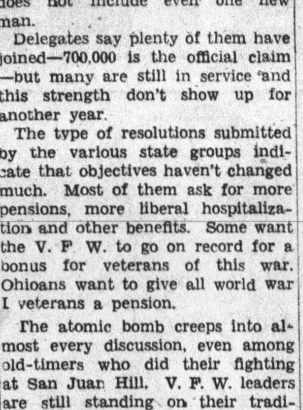 does not include even one new
man.
Delegates say plenty of them have
joined—700,000 is the official claim
—but many are still in service and
this strength don't show up for
another year.
The type of resolutions submitted
by the various state groups indi-
cate that objectives haven't changed
much. Most of them ask for more
pensions, more liberal hospitaliza-
tion and other benefits. Some want
the V. F. W. to go on record for a
bonus for veterans of this war.
Ohioans want to give all world war
I veterans a pension.
The atomic bomb creeps into al-
most every discussion, even among
old-timers who did their fighting
at San Juan Hill. V. F. W. leaders
are still standing on their tradi-